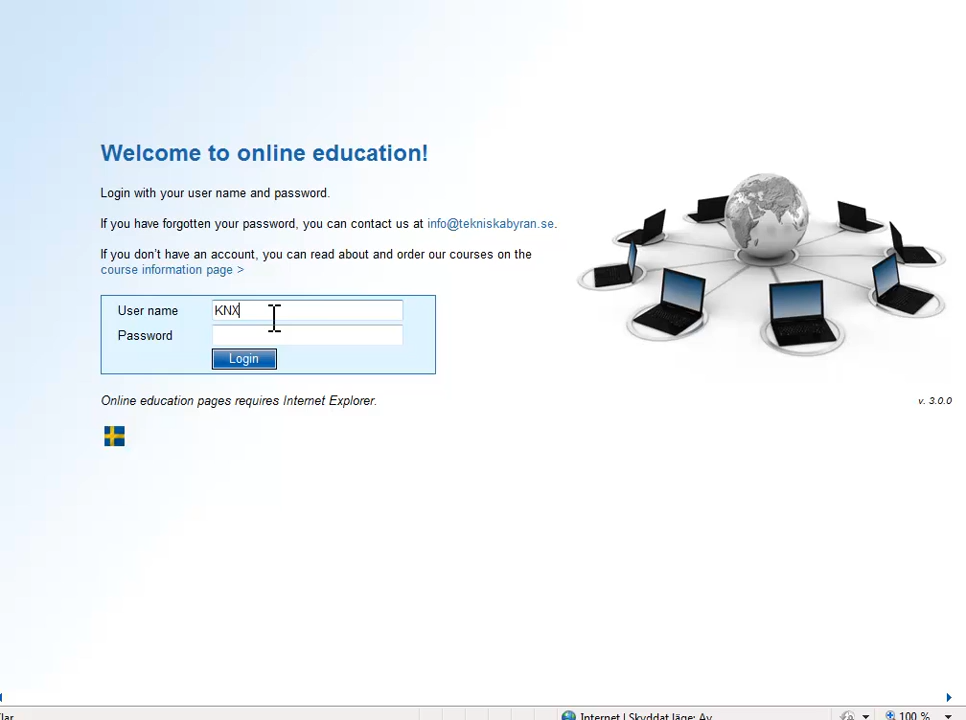 Welcome to online education!
Login with your user name and password.
If you have forgotten your password, you can contact us at info@tekniskabyran.se.
If you don't have an account, you can read about and order our courses on the
course information page >
User name KNX
Password
Login
Online education pages requires Internet Explorer.
v. 3.0.0
Internet | Skyddat läge: Av
100 %